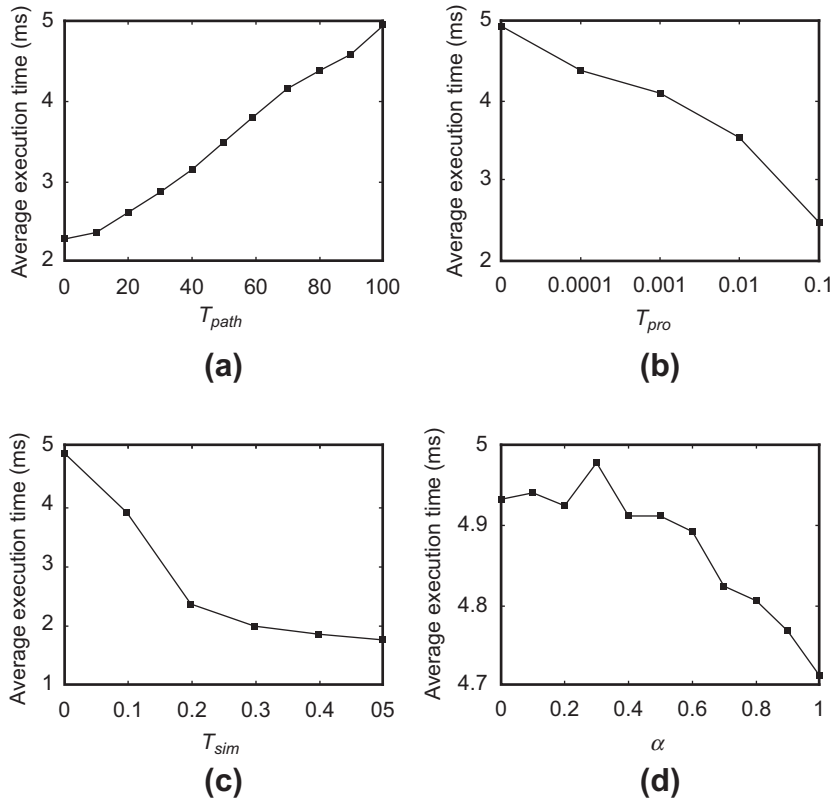 Average execution time (ms)
5
4
3
2
0 20 40 60 80 100
T_path
(a)
Average execution time (ms)
5
4
3
2
0 0.0001 0.001 0.01 0.1
T_pro
(b)
Average execution time (ms)
5
4
3
2
1
0 0.1 0.2 0.3 0.4 05
T_sim
(c)
Average execution time (ms)
5
4.9
4.8
4.7
0 0.2 0.4 0.6 0.8 1
α
(d)